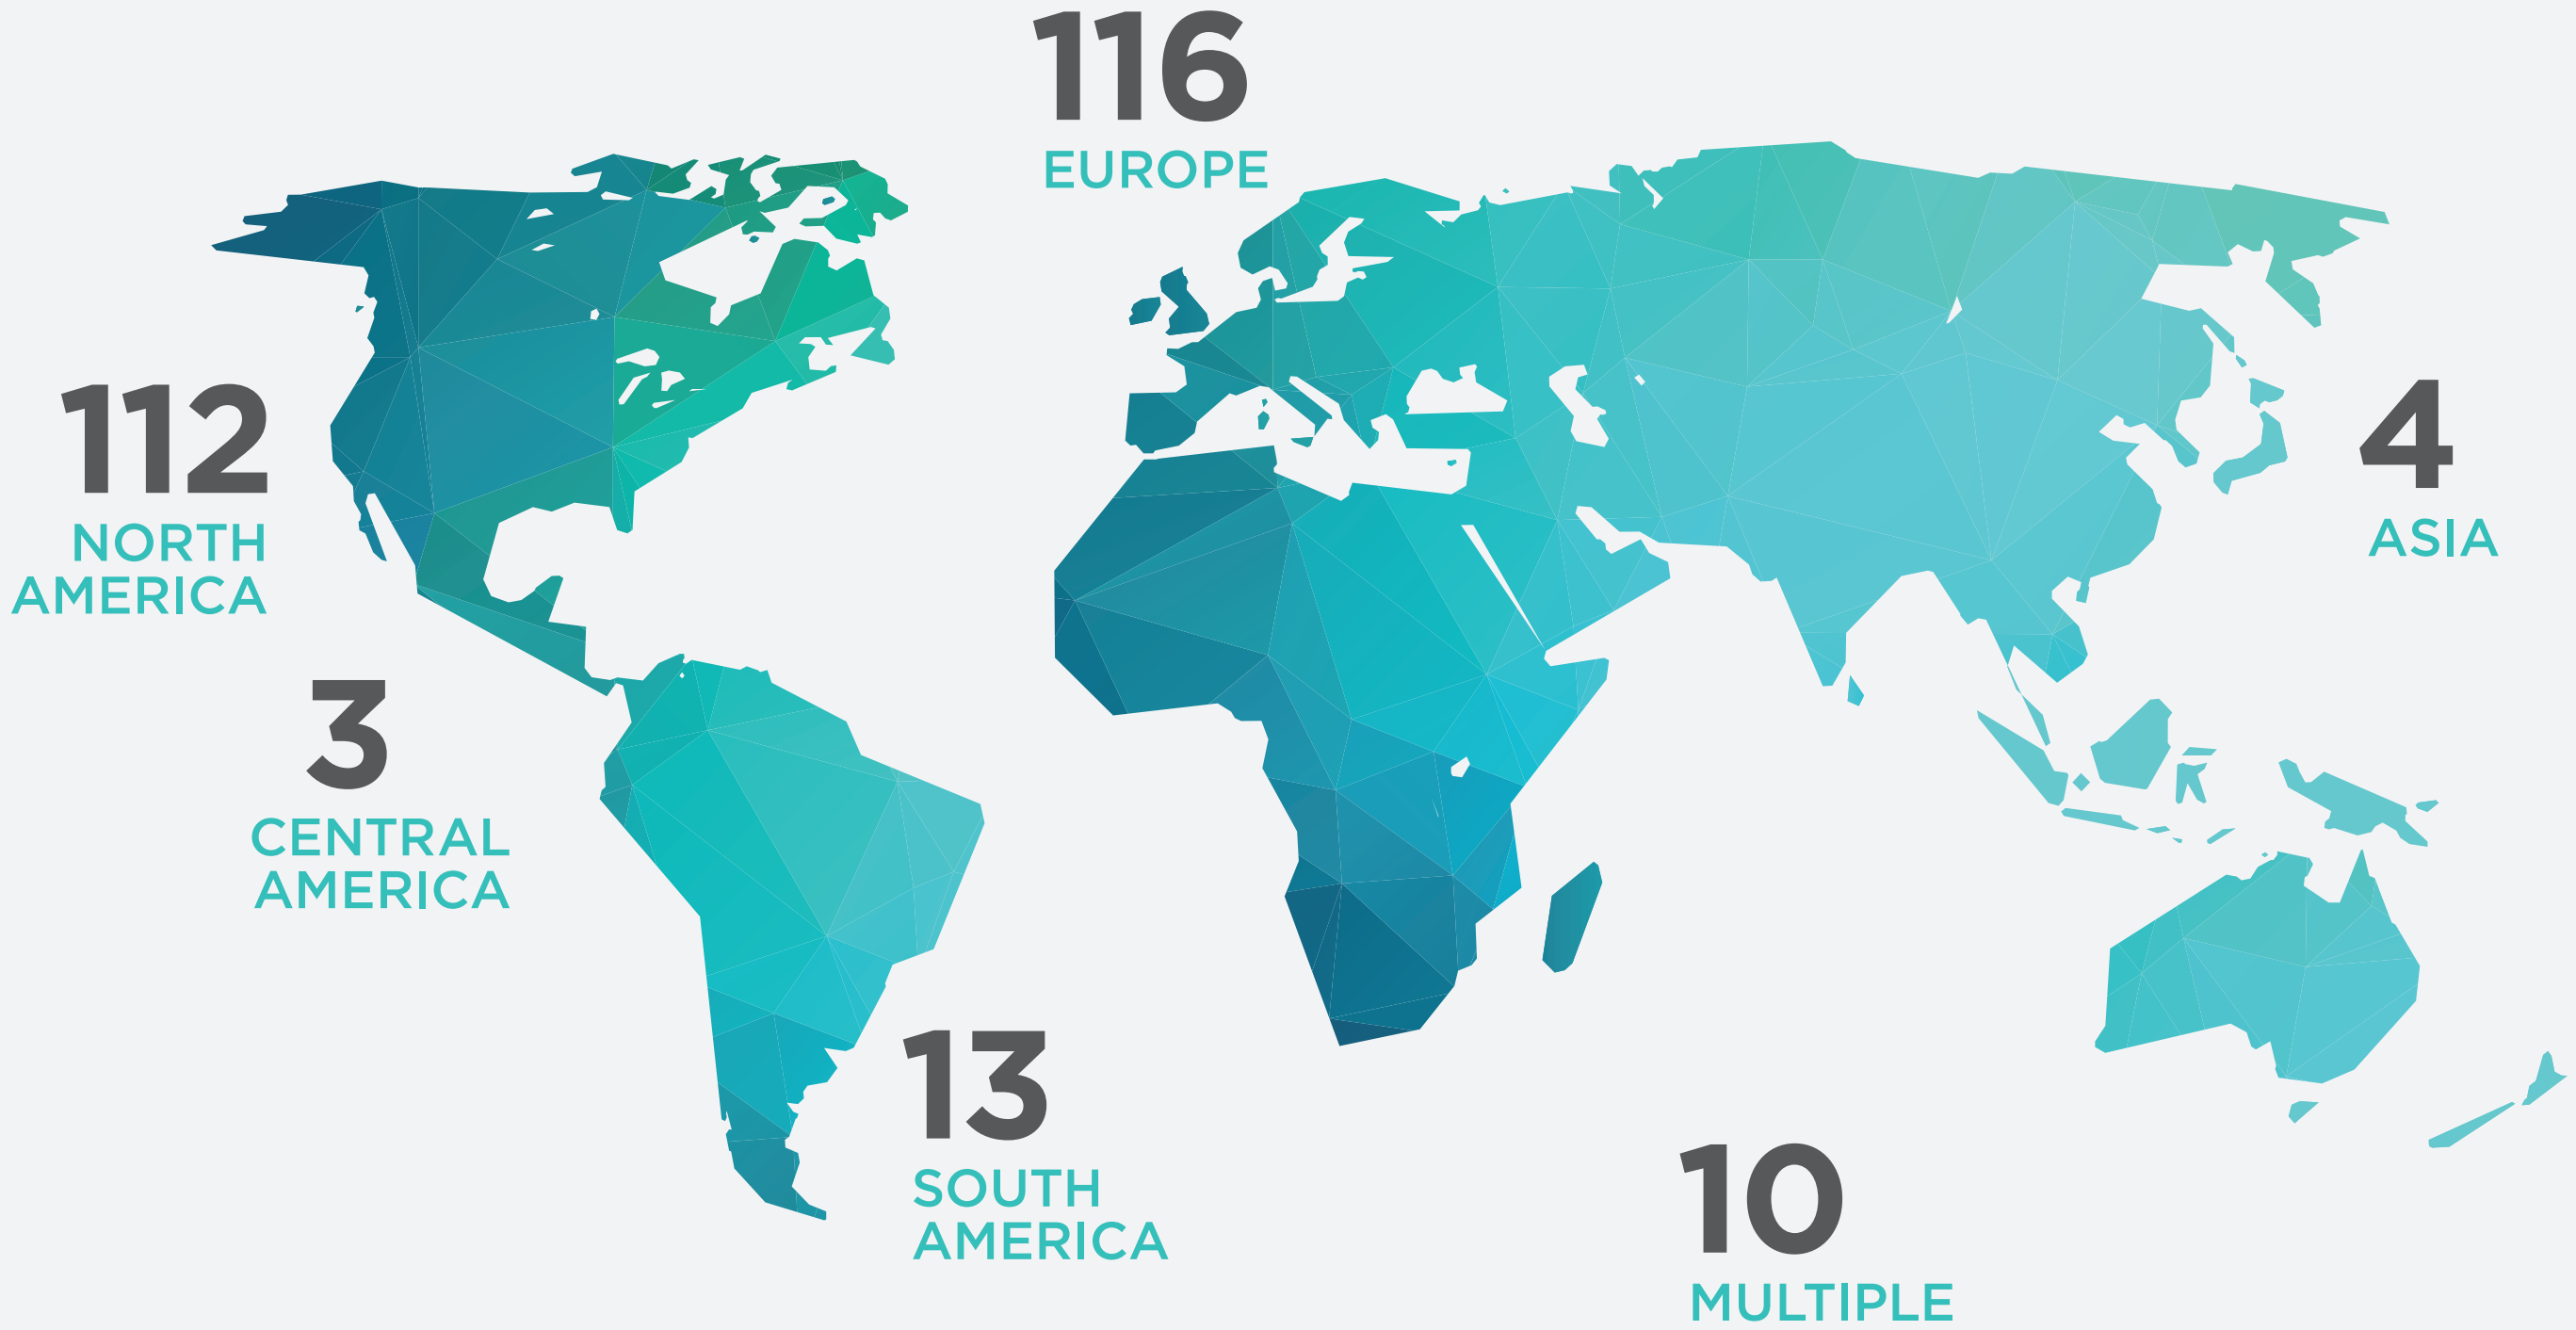 116
EUROPE
112
NORTH
AMERICA
4
ASIA
3
CENTRAL
AMERICA
13
SOUTH
AMERICA
10
MULTIPLE